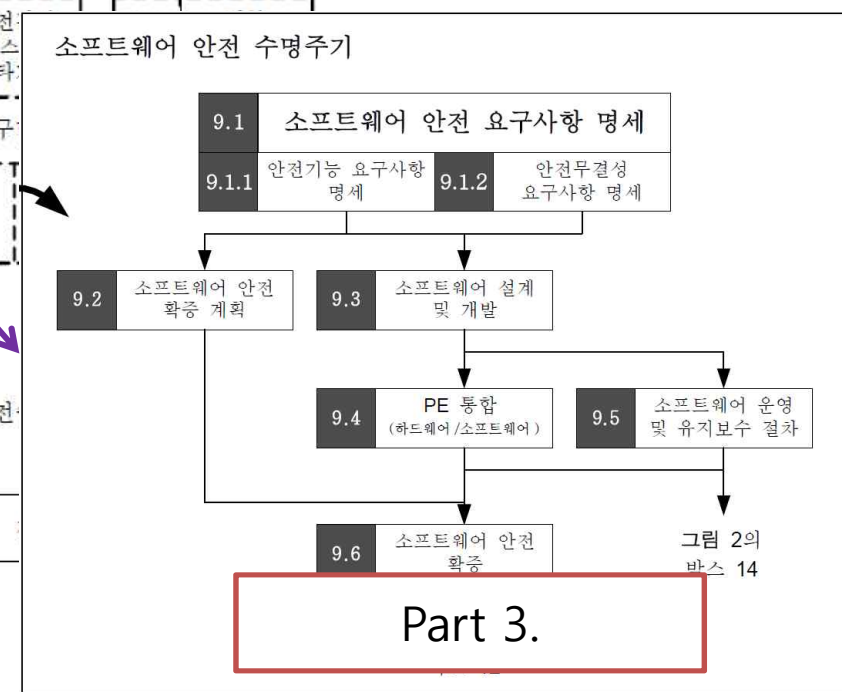 소프트웨어 안전 수명주기
9.1 소프트웨어 안전 요구사항 명세
9.1.1 안전기능 요구사항
명세
9.1.2 안전무결성
요구사항 명세
9.2 소프트웨어 안전
확증 계획
9.3 소프트웨어 설계
및 개발
9.4 PE 통합
(하드웨어/소프트웨어)
9.5 소프트웨어 운영
및 유지보수 절차
9.6 소프트웨어 안전
확증
그림 2의
박스 14
Part 3.